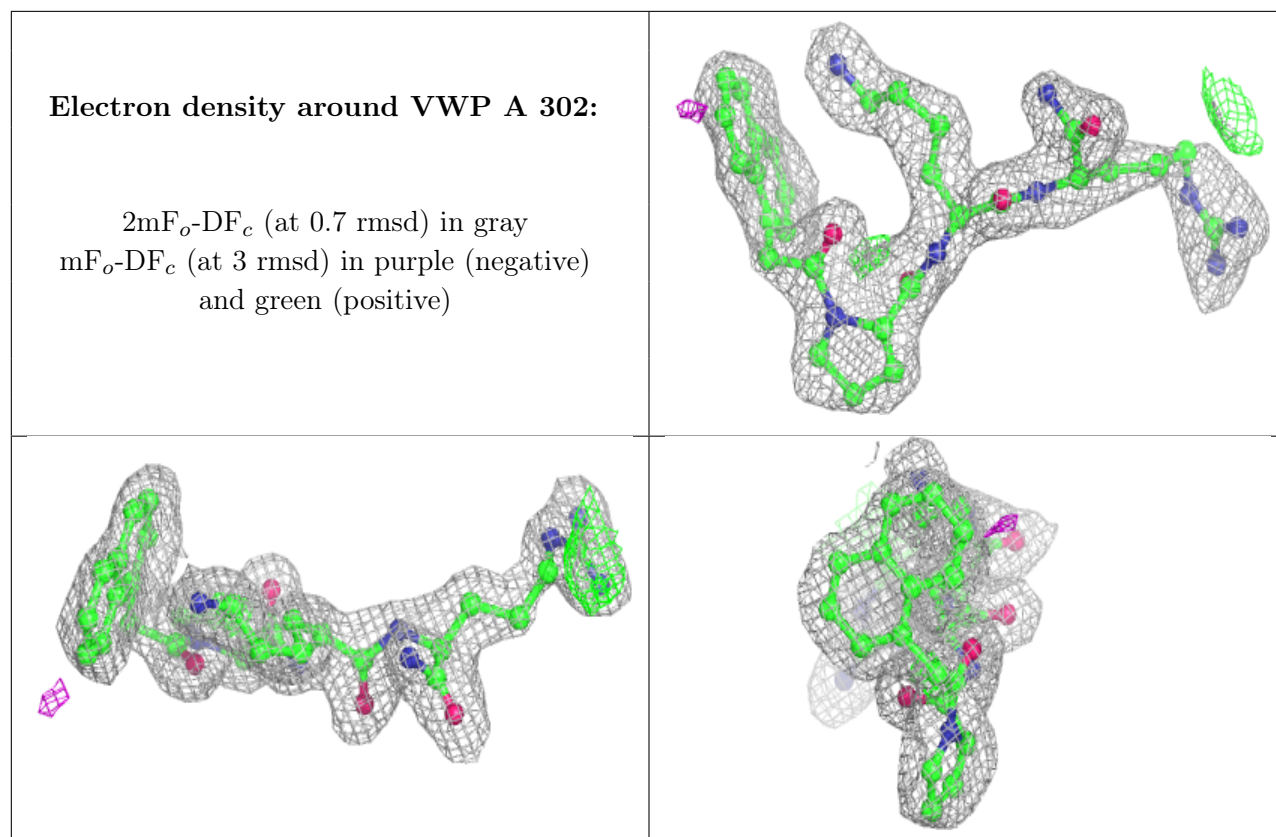 Electron density around VWP A 302:
2mFo-DFc (at 0.7 rmsd) in gray
mFo-DFc (at 3 rmsd) in purple (negative)
and green (positive)